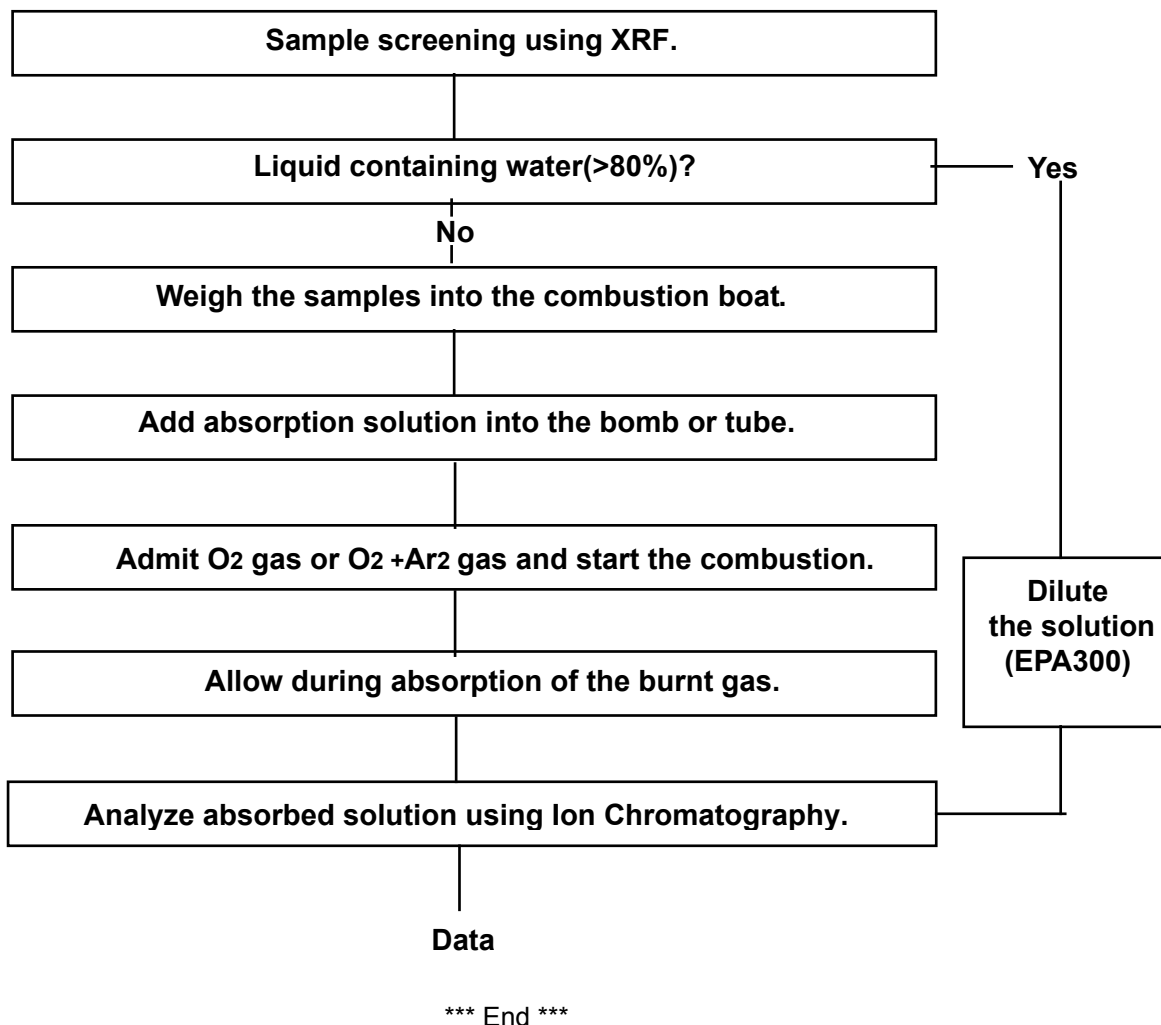 Sample screening using XRF.
Liquid containing water(>80%)?
Yes
No
Weigh the samples into the combustion boat.
Add absorption solution into the bomb or tube.
Admit O2 gas or O2 +Ar2 gas and start the combustion.
Dilute
the solution
(EPA300)
Allow during absorption of the burnt gas.
Analyze absorbed solution using Ion Chromatography.
Data
*** End ***